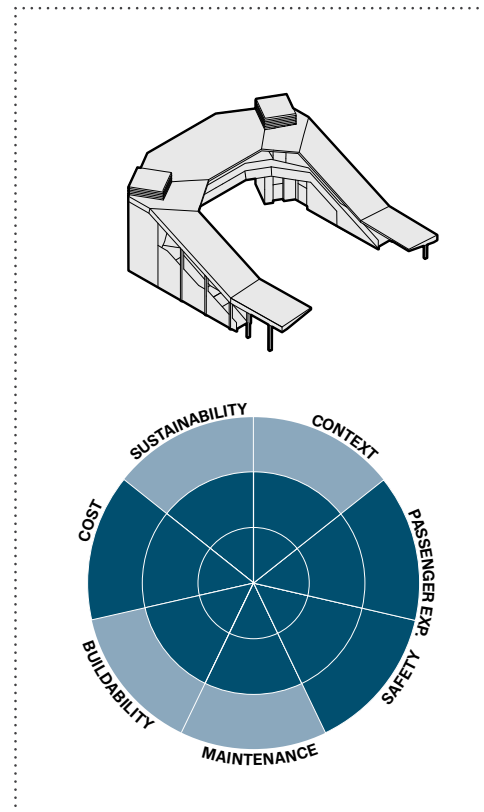 SUSTAINABILITY
CONTEXT
COST
PASSENGER EXP.
BUILDABILITY
SAFETY
MAINTENANCE